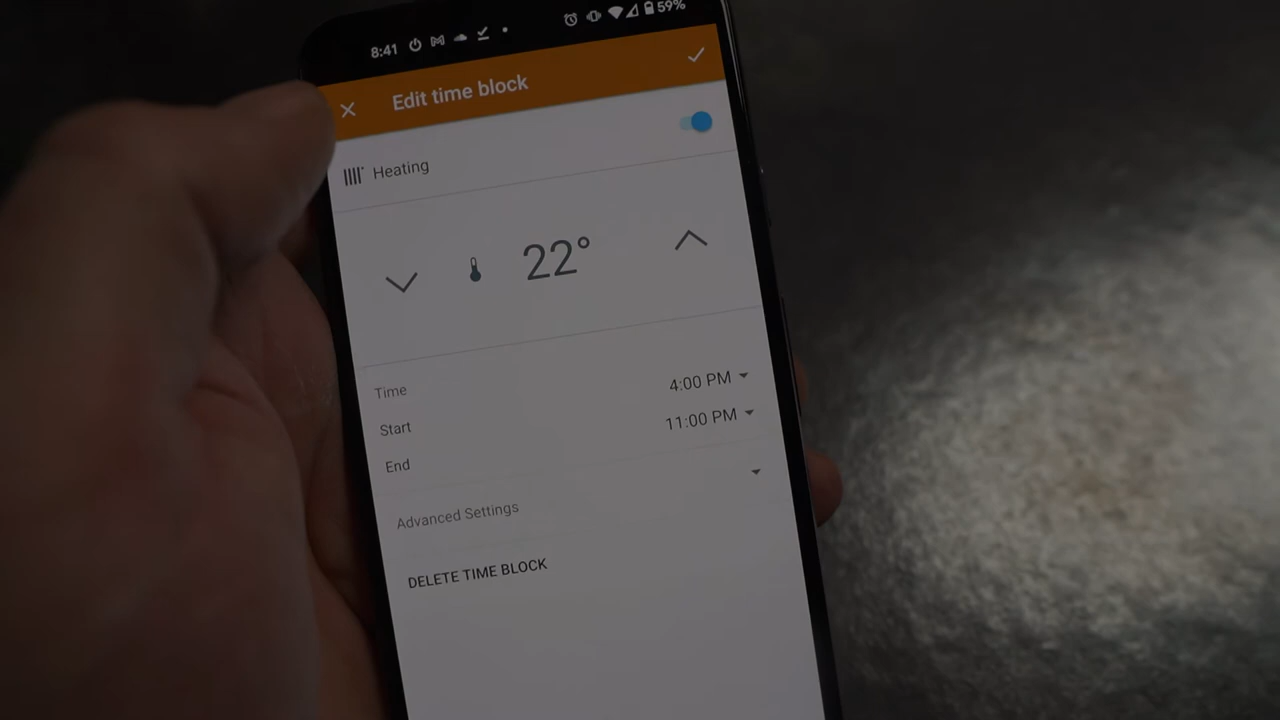 8:41 59%
Edit time block
Heating
22°
Time
4:00 PM
Start
11:00 PM
End
Advanced Settings
DELETE TIME BLOCK